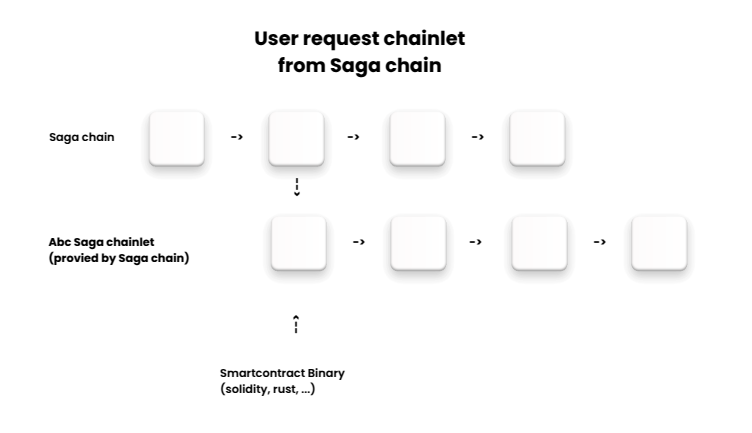 User request chainlet
from Saga chain
Saga chain
->
->
->
Abc Saga chainlet
(provied by Saga chain)
->
->
->
Smartcontract Binary
(solidity, rust, ...)